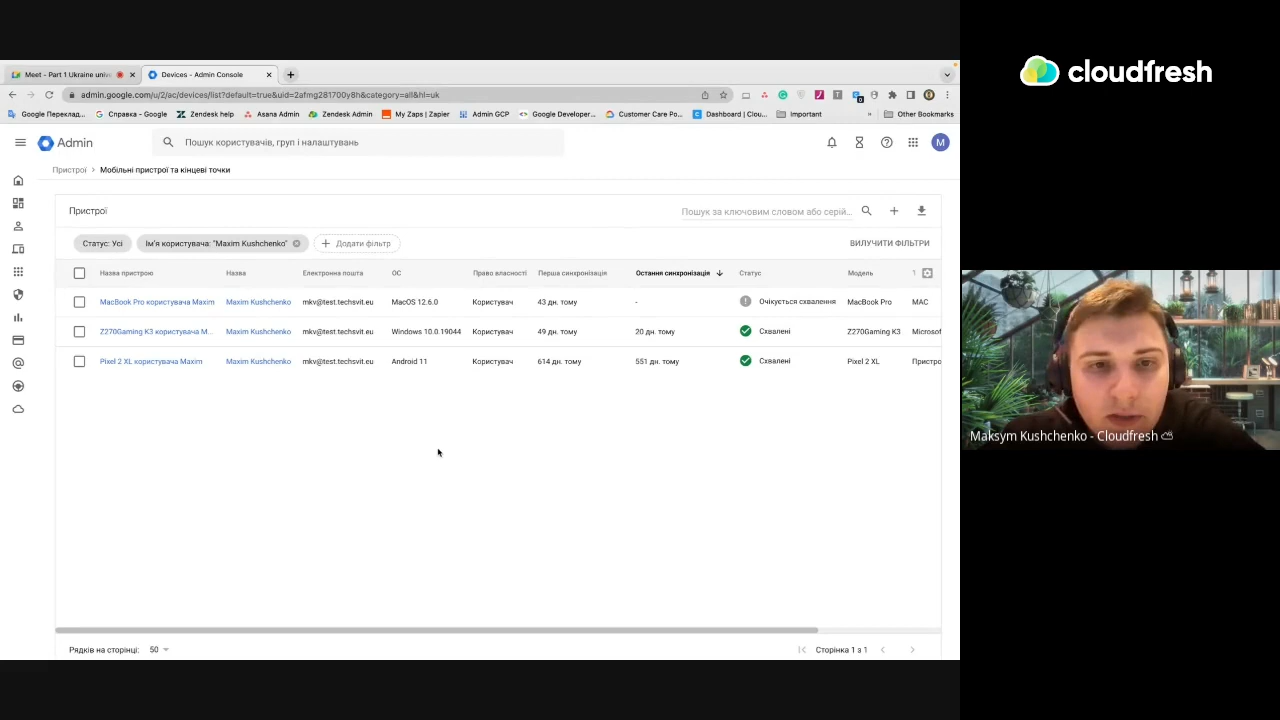 Meet - Part 1 Ukraine univ
Devices - Admin Console
admin.google.com/u/2/ac/devices/list?default=true&uid=2afmg281700y8h&category=all&hl=uk
Google Переклад...
Справка - Google
Zendesk help
Asana Admin
Zendesk Admin
My Zaps | Zapier
Admin GCP
Google Developer...
Customer Care Po...
Dashboard | Clou...
Important
»
Other Bookmarks
Admin
Пошук користувачів, груп і налаштувань
M
Пристрої > Мобільні пристрої та кінцеві точки
Пристрої
Пошук за ключовим словом або серій...
Статус: Усі
Ім'я користувача: "Maxim Kushchenko"
Додати фільтр
ВИЛУЧИТИ ФІЛЬТРИ
Назва пристрою Назва Електронна пошта ОС Право власності Перша синхронізація Остання синхронізація Статус Модель
MacBook Pro користувача Maxim Maxim Kushchenko mkv@test.techsvit.eu MacOS 12.6.0 Користувач 43 дн. тому - Очікується схвалення MacBook Pro MAC
Z270Gaming K3 користувача M... Maxim Kushchenko mkv@test.techsvit.eu Windows 10.0.19044 Користувач 49 дн. тому 20 дн. тому Схвалені Z270Gaming K3 Microsof
Pixel 2 XL користувача Maxim Maxim Kushchenko mkv@test.techsvit.eu Android 11 Користувач 614 дн. тому 551 дн. тому Схвалені Pixel 2 XL Пристро
Рядків на сторінці: 50
Сторінка 1 з 1
cloudfresh
Maksym Kushchenko - Cloudfresh